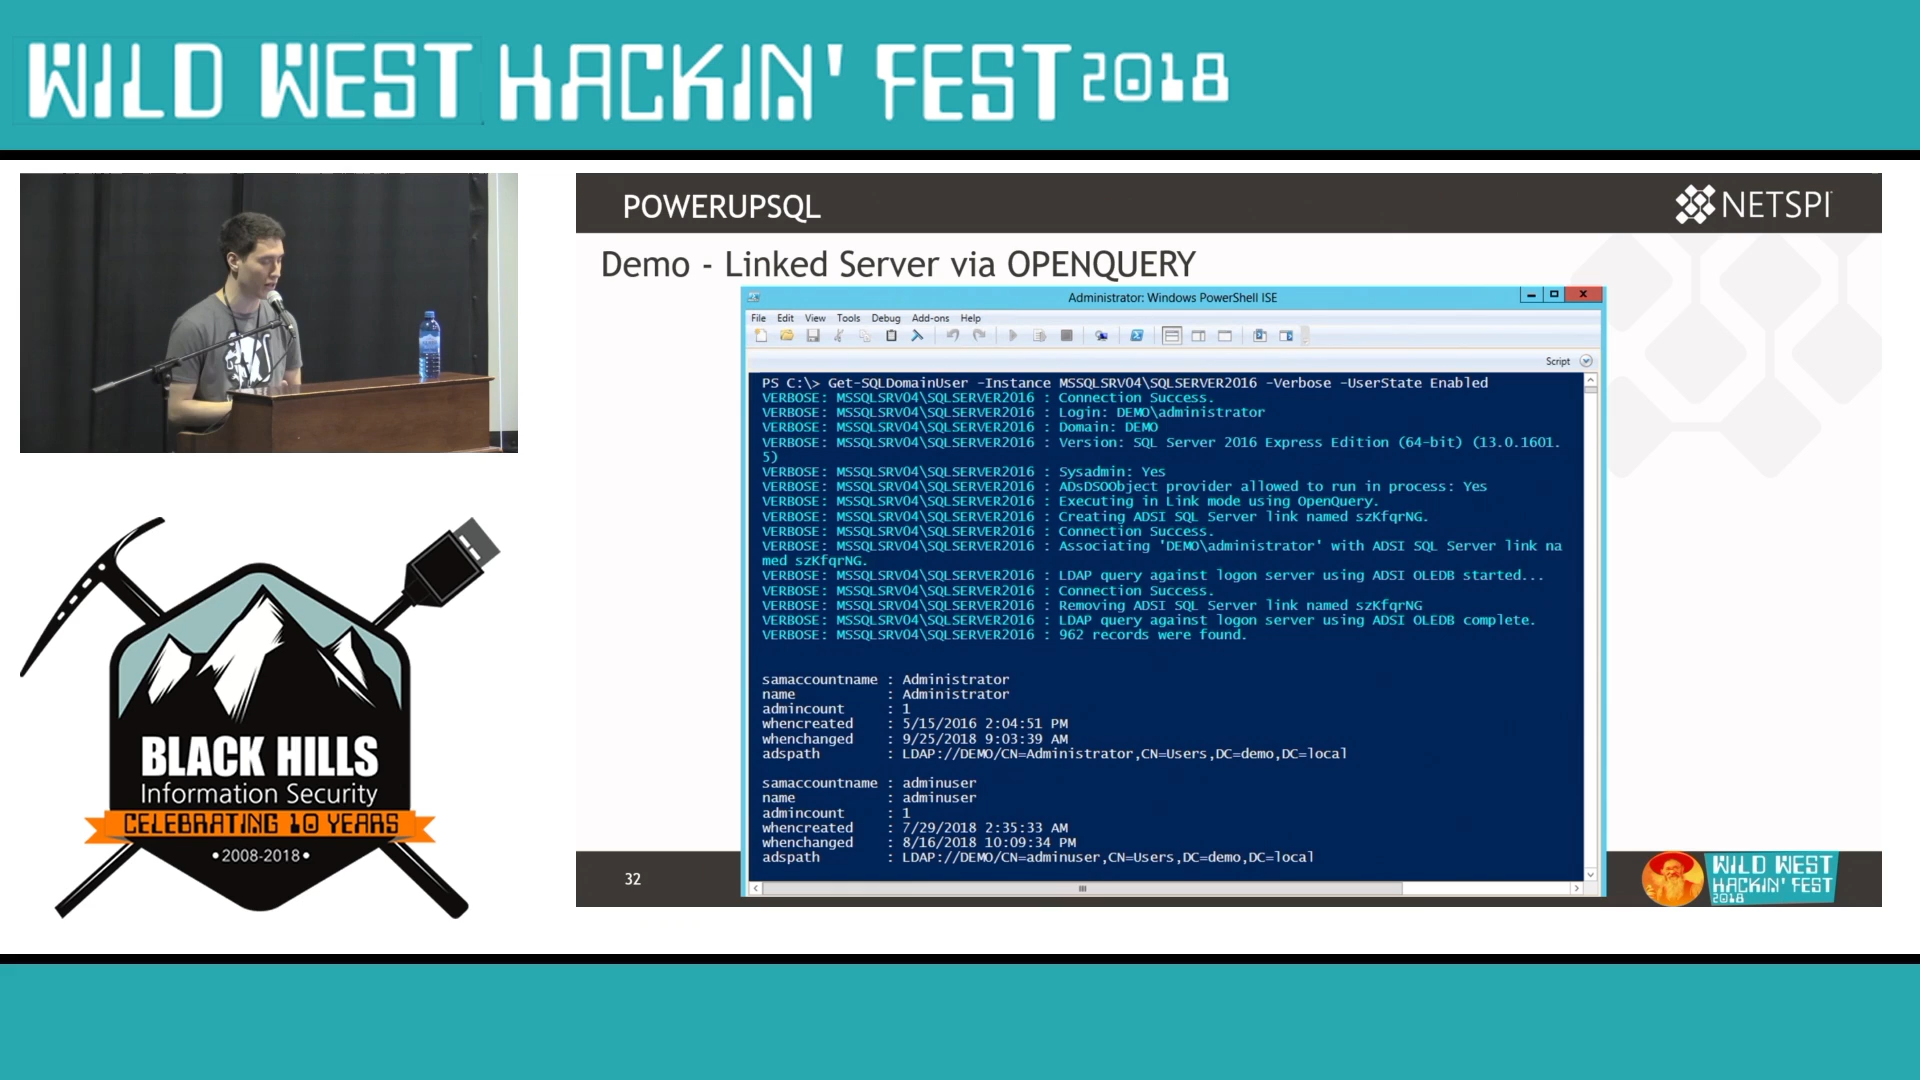 WILD WEST HACKIN' FEST 2018
POWERUPSQL
NETSPI
Demo - Linked Server via OPENQUERY
Administrator: Windows PowerShell ISE
File Edit View Tools Debug Add-ons Help
Script
PS C:\> Get-SQLDomainUser -Instance MSSQLSRV04\SQLSERVER2016 -Verbose -UserState Enabled
VERBOSE: MSSQLSRV04\SQLSERVER2016 : Connection Success.
VERBOSE: MSSQLSRV04\SQLSERVER2016 : Login: DEMO\administrator
VERBOSE: MSSQLSRV04\SQLSERVER2016 : Domain: DEMO
VERBOSE: MSSQLSRV04\SQLSERVER2016 : Version: SQL Server 2016 Express Edition (64-bit) (13.0.1601.
5)
VERBOSE: MSSQLSRV04\SQLSERVER2016 : Sysadmin: Yes
VERBOSE: MSSQLSRV04\SQLSERVER2016 : ADsDSOObject provider allowed to run in process: Yes
VERBOSE: MSSQLSRV04\SQLSERVER2016 : Executing in Link mode using OpenQuery.
VERBOSE: MSSQLSRV04\SQLSERVER2016 : Creating ADSI SQL Server link named szKfqrNG.
VERBOSE: MSSQLSRV04\SQLSERVER2016 : Connection Success.
VERBOSE: MSSQLSRV04\SQLSERVER2016 : Associating 'DEMO\administrator' with ADSI SQL Server link na
med szKfqrNG.
VERBOSE: MSSQLSRV04\SQLSERVER2016 : LDAP query against logon server using ADSI OLEDB started...
VERBOSE: MSSQLSRV04\SQLSERVER2016 : Connection Success.
VERBOSE: MSSQLSRV04\SQLSERVER2016 : Removing ADSI SQL Server link named szKfqrNG
VERBOSE: MSSQLSRV04\SQLSERVER2016 : LDAP query against logon server using ADSI OLEDB complete.
VERBOSE: MSSQLSRV04\SQLSERVER2016 : 962 records were found.
samaccountname : Administrator
name : Administrator
admincount : 1
whencreated : 5/15/2016 2:04:51 PM
whenchanged : 9/25/2018 9:03:39 AM
adspath : LDAP://DEMO/CN=Administrator,CN=Users,DC=demo,DC=local
samaccountname : adminuser
name : adminuser
admincount : 1
whencreated : 7/29/2018 2:35:33 AM
whenchanged : 8/16/2018 10:09:34 PM
adspath : LDAP://DEMO/CN=adminuser,CN=Users,DC=demo,DC=local
32
WILD WEST
HACKIN' FEST
2018
BLACK HILLS
Information Security
CELEBRATING 10 YEARS
•2008-2018•